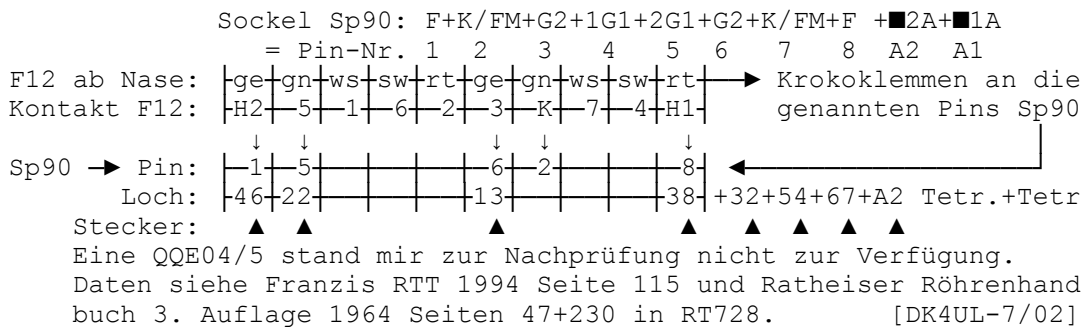 Sockel Sp90: F+K/FM+G2+1G1+2G1+G2+K/FM+F +■2A+■1A
= Pin-Nr. 1 2 3 4 5 6 7 8 A2 A1
F12 ab Nase: ├ge┼gn┼ws┼sw┼rt┼ge┼gn┼ws┼sw┼rt┼──► Krokoklemmen an die
Kontakt F12: ├H2┼─5┼─1┼─6┼─2┼─3┼─K┼─7┼─4┼H1┤ genannten Pins Sp90
↓ ↓ ↓ ↓ ↓
Sp90 ─► Pin: ├─1┼─5┼──┼──┼──┼─6┼─2┼──┼──┼─8┤ ◄
Loch: ├46┼22┼──┼──┼──┼13┼──┼──┼──┼38┤ +32+54+67+A2 Tetr.+Tetr
Stecker: ▲ ▲ ▲ ▲ ▲ ▲ ▲ ▲
Eine QQE04/5 stand mir zur Nachprüfung nicht zur Verfügung.
Daten siehe Franzis RTT 1994 Seite 115 und Ratheiser Röhrenhand
buch 3. Auflage 1964 Seiten 47+230 in RT728. [DK4UL-7/02]